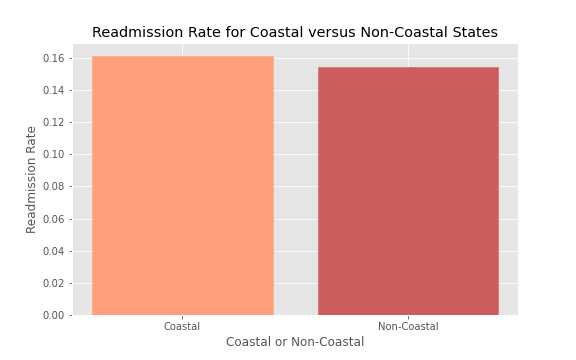 Readmission Rate for Coastal versus Non-Coastal States
0.16
0.14
0.12
0.10
0.08
0.06
0.04
0.02
0.00
Readmission Rate
Coastal
Non-Coastal
Coastal or Non-Coastal